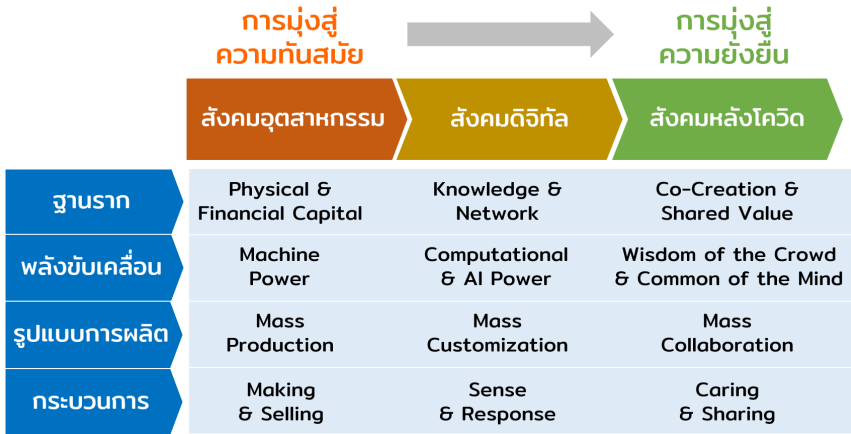 การมุ่งสู่
ความทันสมัย
การมุ่งสู่
ความยั่งยืน
สังคมอุตสาหกรรม
สังคมดิจิทัล
สังคมหลังโควิด
ฐานราก
Physical &
Financial Capital
Knowledge &
Network
Co-Creation &
Shared Value
พลังขับเคลื่อน
Machine
Power
Computational
& AI Power
Wisdom of the Crowd
& Common of the Mind
รูปแบบการผลิต
Mass
Production
Mass
Customization
Mass
Collaboration
กระบวนการ
Making
& Selling
Sense
& Response
Caring
& Sharing